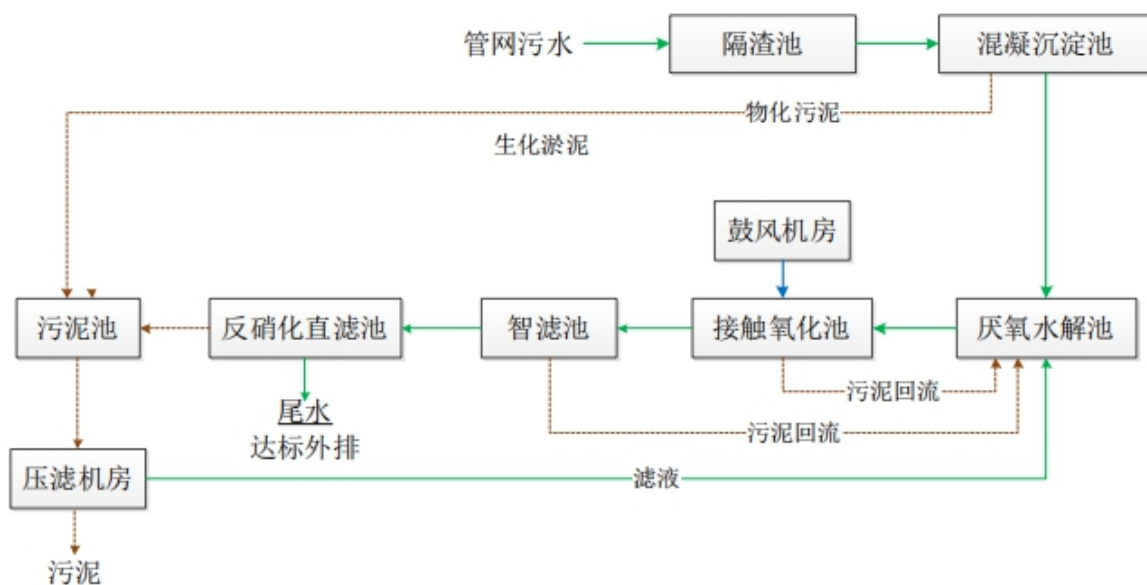 管网污水
隔渣池
混凝沉淀池
物化污泥
生化淤泥
鼓风机房
污泥池
反硝化直滤池
智滤池
接触氧化池
厌氧水解池
污泥回流
尾水
污泥回流
达标外排
压滤机房
滤液
污泥